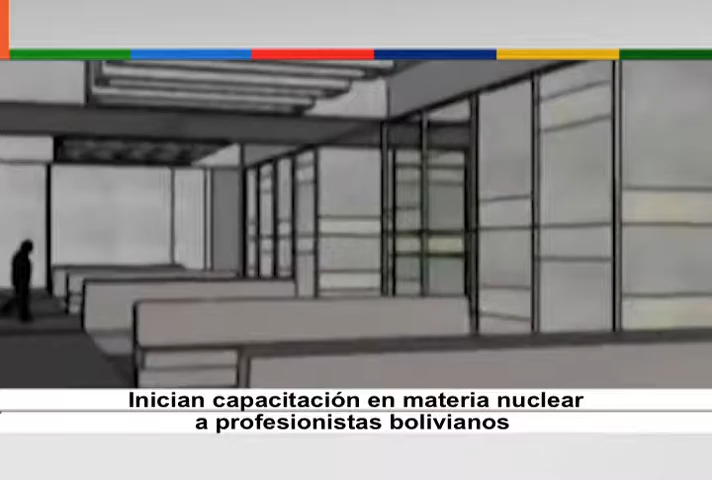 Inician capacitación en materia nuclear
a profesionistas bolivianos